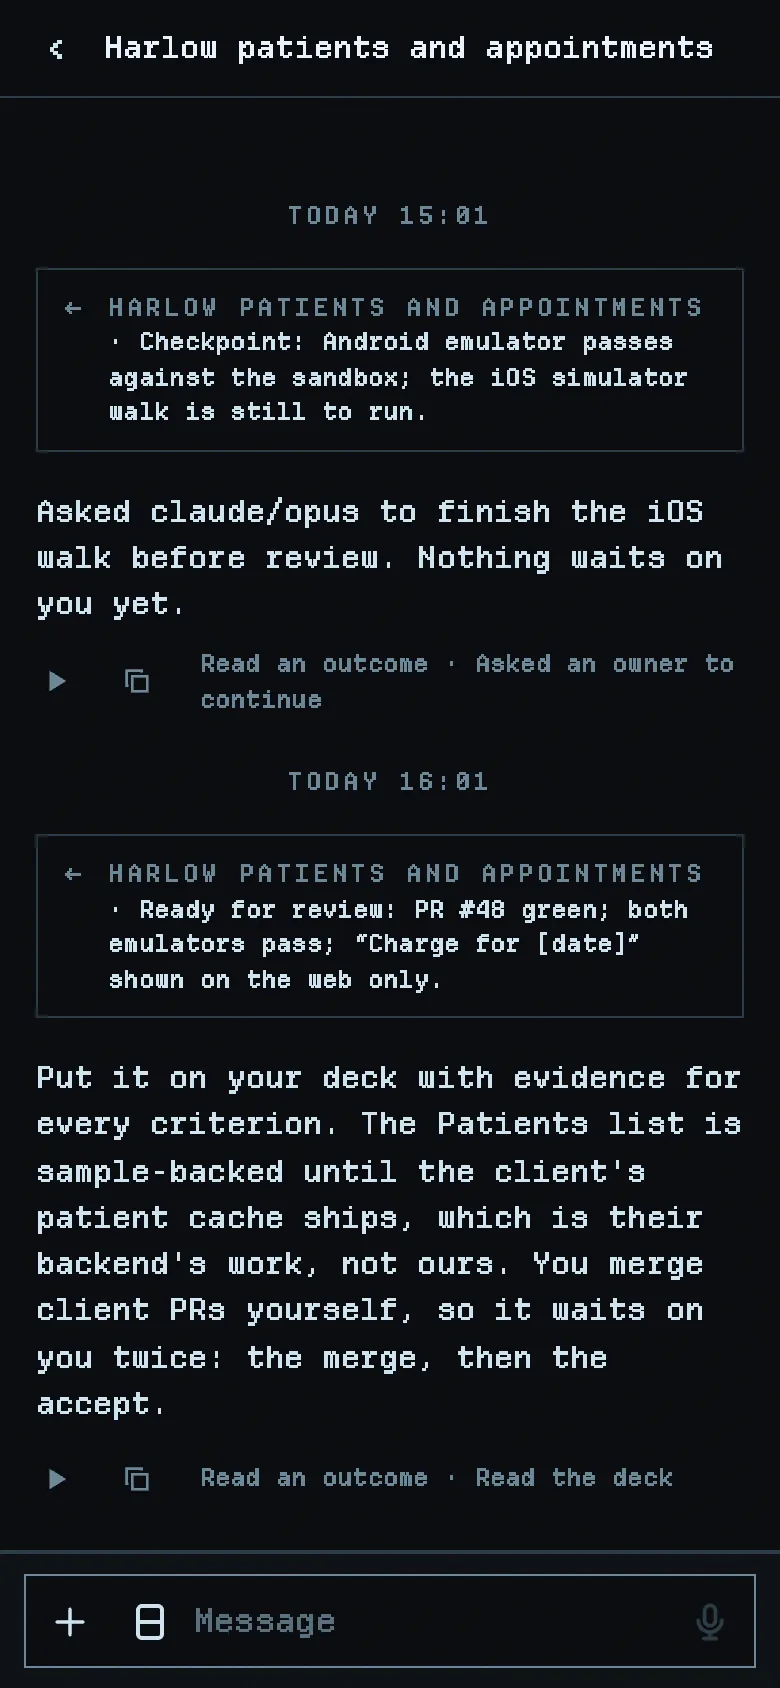 Harlow patients and appointments
TODAY 15:01
← HARLOW PATIENTS AND APPOINTMENTS
· Checkpoint: Android emulator passes
against the sandbox; the iOS simulator
walk is still to run.
Asked claude/opus to finish the iOS
walk before review. Nothing waits on
you yet.
Read an outcome · Asked an owner to
continue
TODAY 16:01
← HARLOW PATIENTS AND APPOINTMENTS
· Ready for review: PR #48 green; both
emulators pass; “Charge for [date]”
shown on the web only.
Put it on your deck with evidence for
every criterion. The Patients list is
sample-backed until the client's
patient cache ships, which is their
backend's work, not ours. You merge
client PRs yourself, so it waits on
you twice: the merge, then the
accept.
Read an outcome · Read the deck
Message